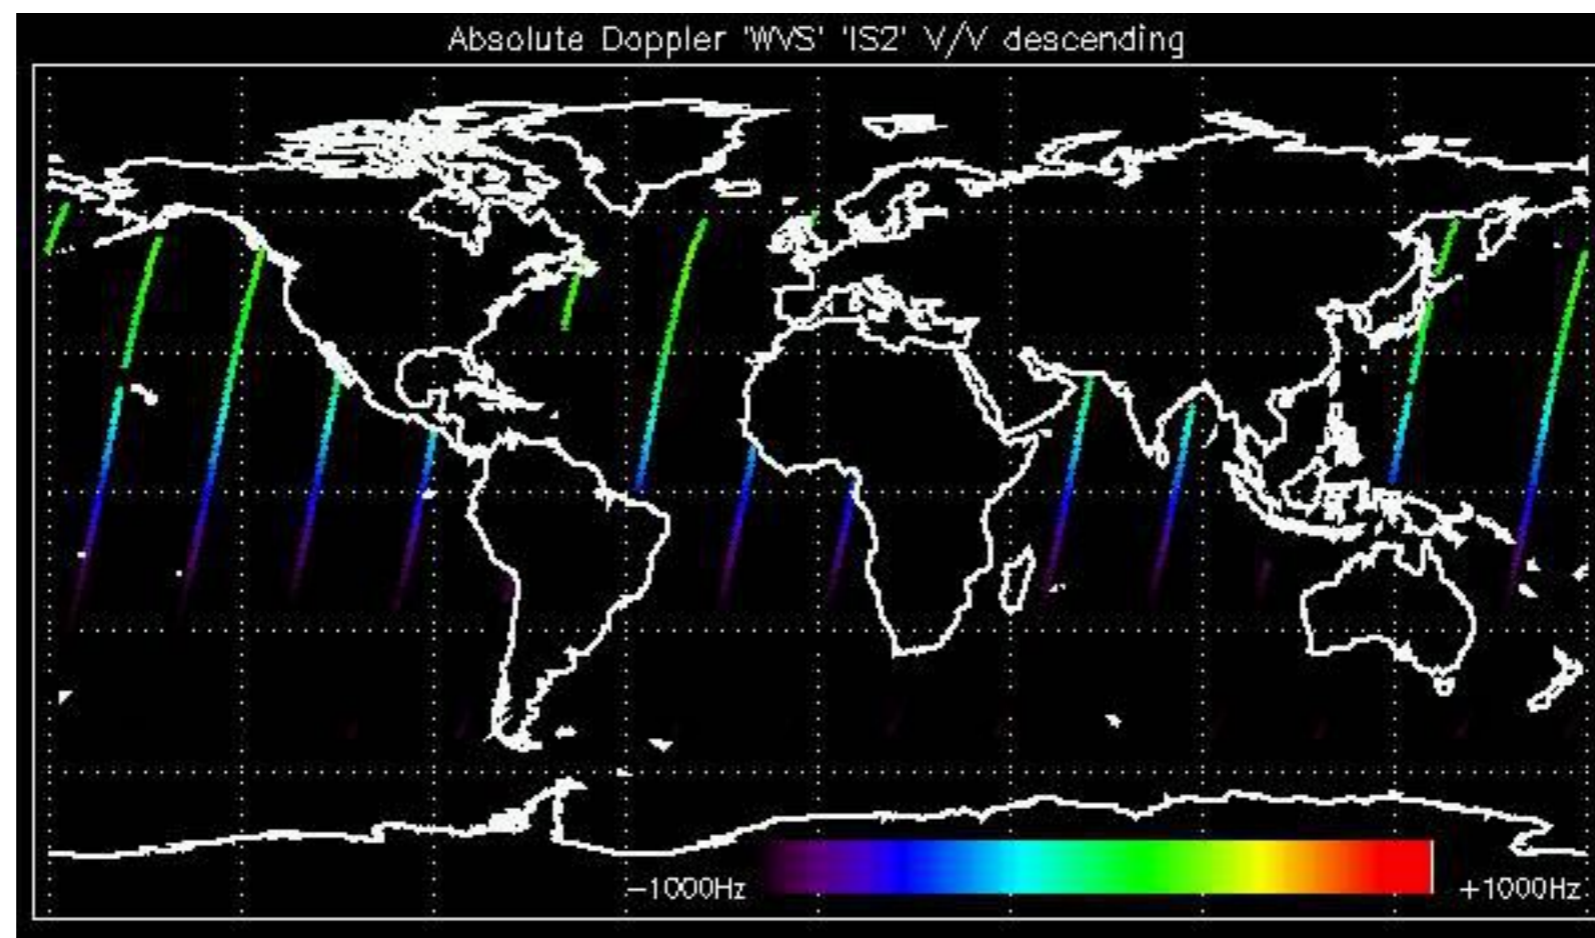 Absolute Doppler 'WVS' 'IS2' V/V descending
−1000Hz
+1000Hz